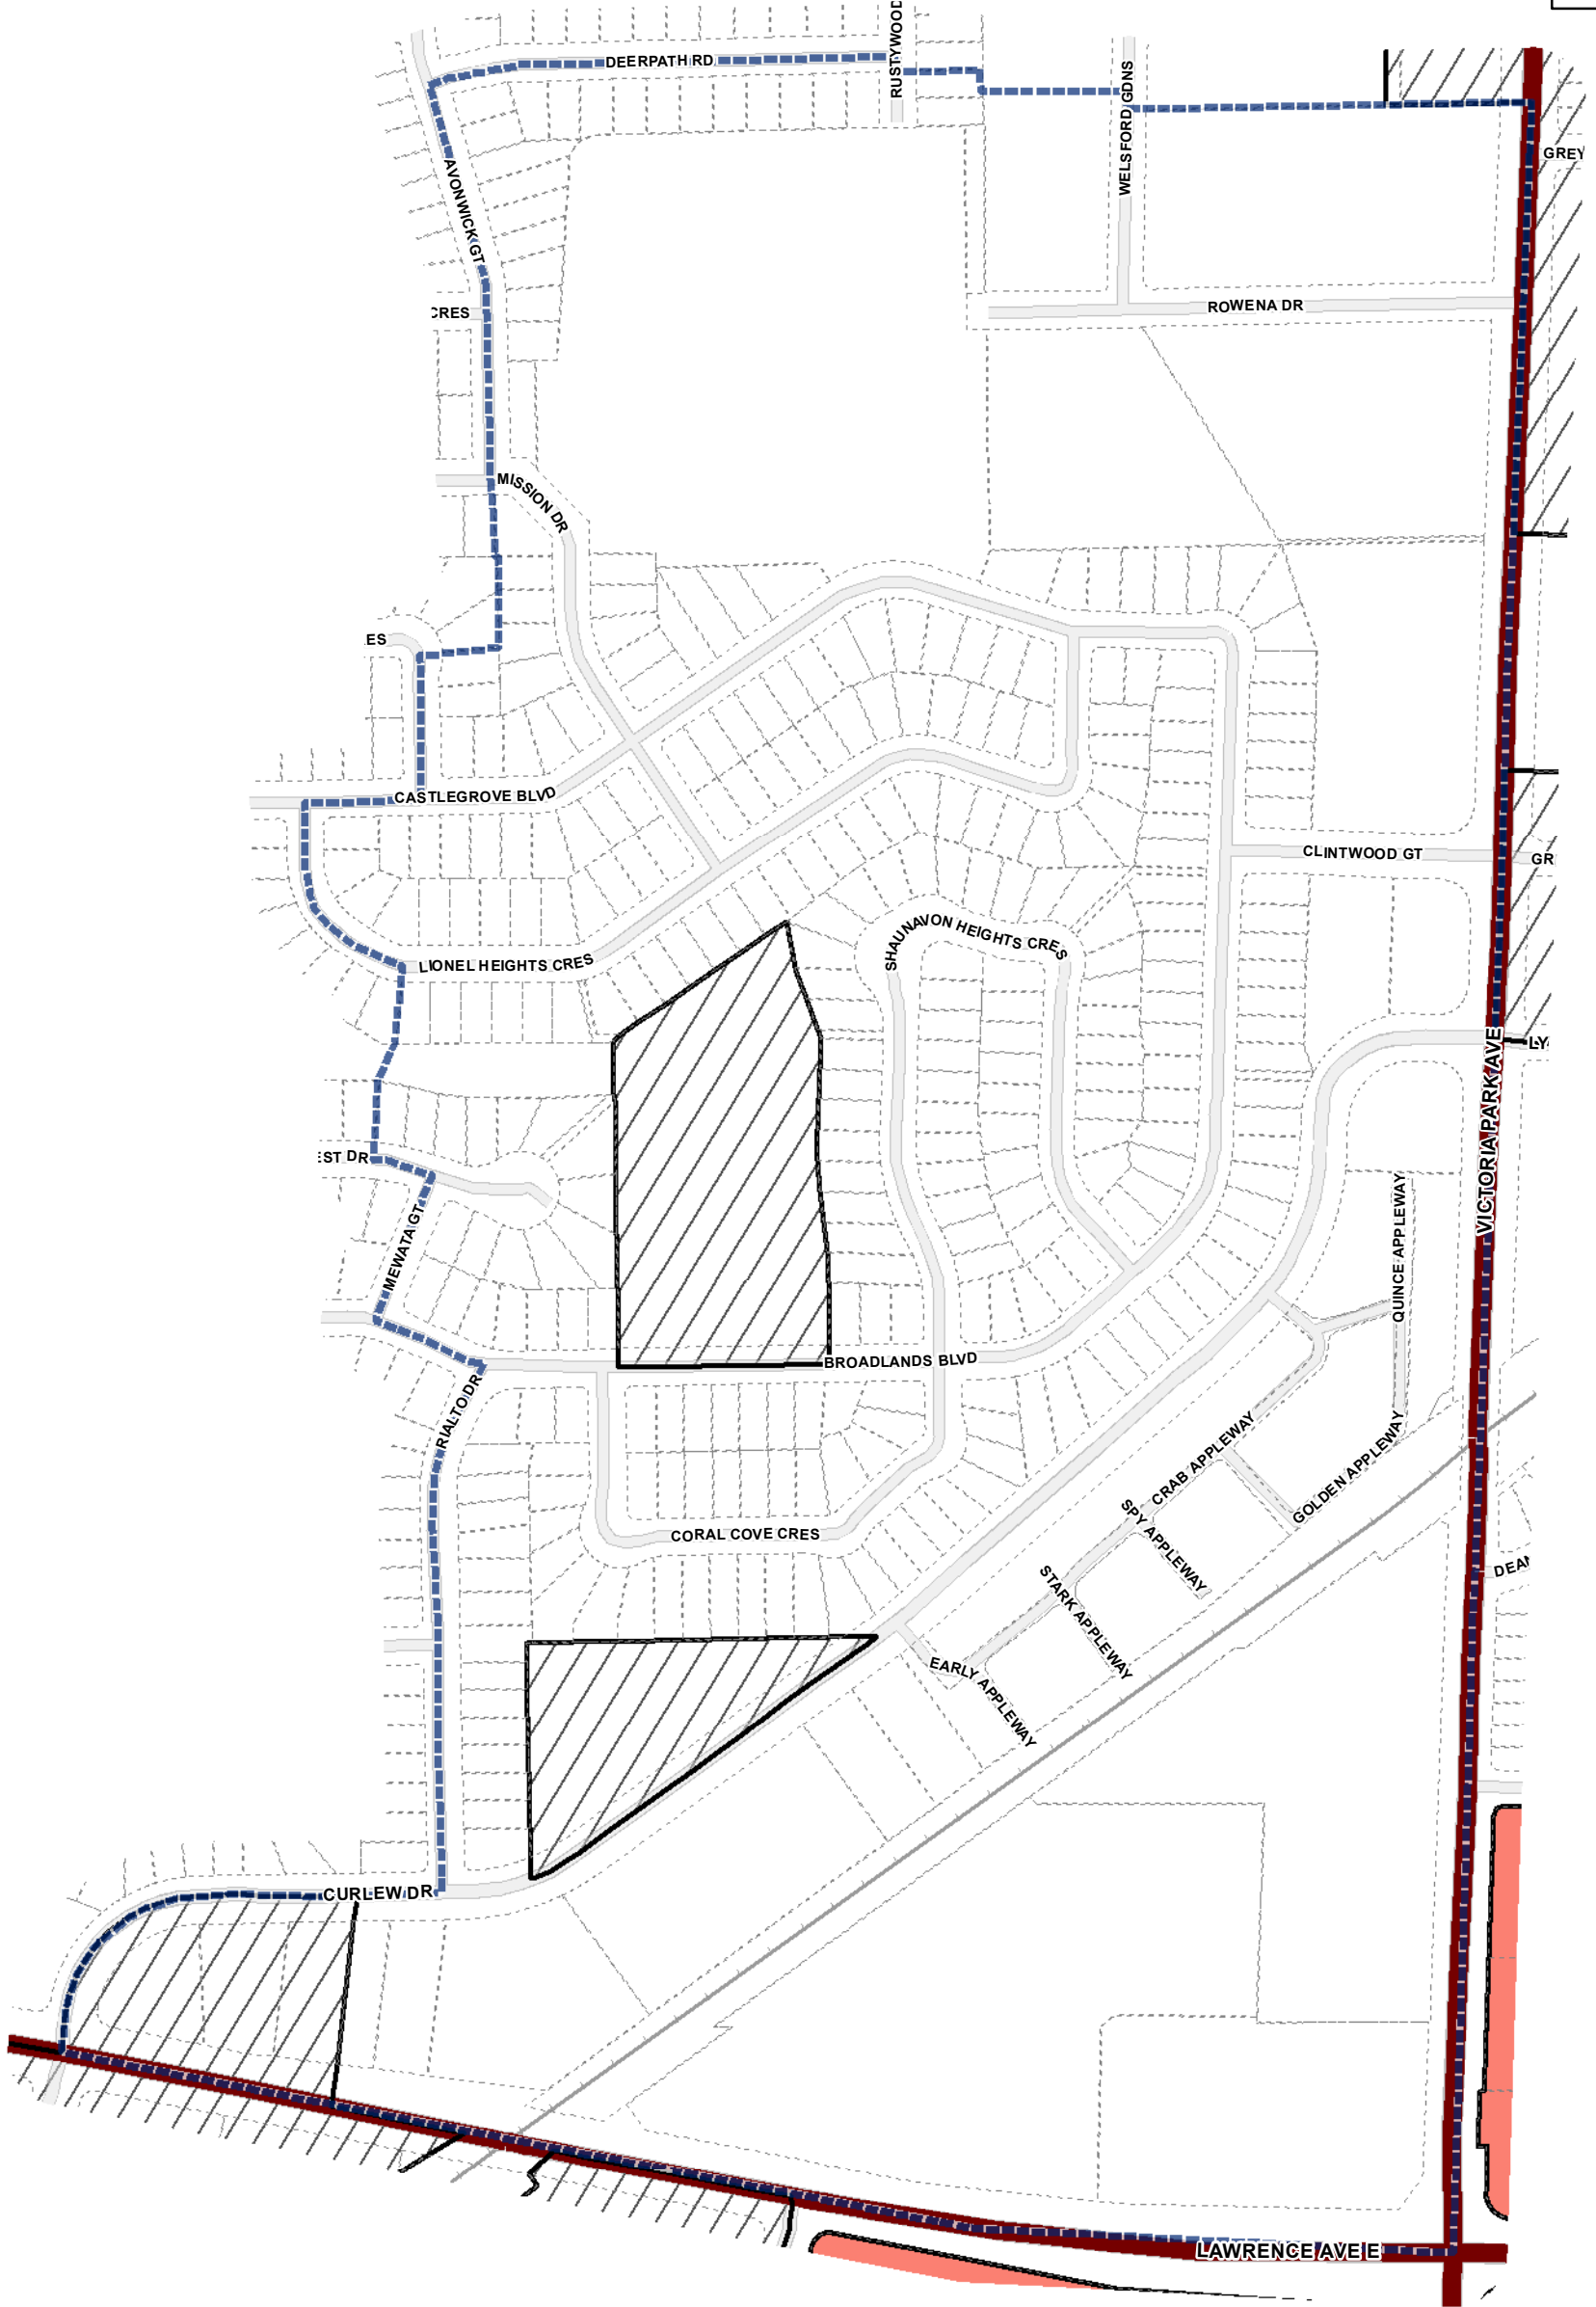 RUSTYWOOD
DEERPATH RD
WELSFORD GDNS
GREY
AVONWICK GT
CRES
ROWENA DR
MISSION DR
ES
CASTLEGROVE BLVD
CLINTWOOD GT
GR
SHAUNAVON HEIGHTS CRES
LIONEL HEIGHTS CRES
LY
VICTORIA PARK AVE
EST DR
MEWATA GT
QUINCE APPLEWAY
BROADLANDS BLVD
RIALTO DR
CRAB APPLEWAY
GOLDEN APPLEWAY
SPY APPLEWAY
CORAL COVE CRES
STARK APPLEWAY
DEAN
EARLY APPLEWAY
CURLEW DR
LAWRENCE AVE E